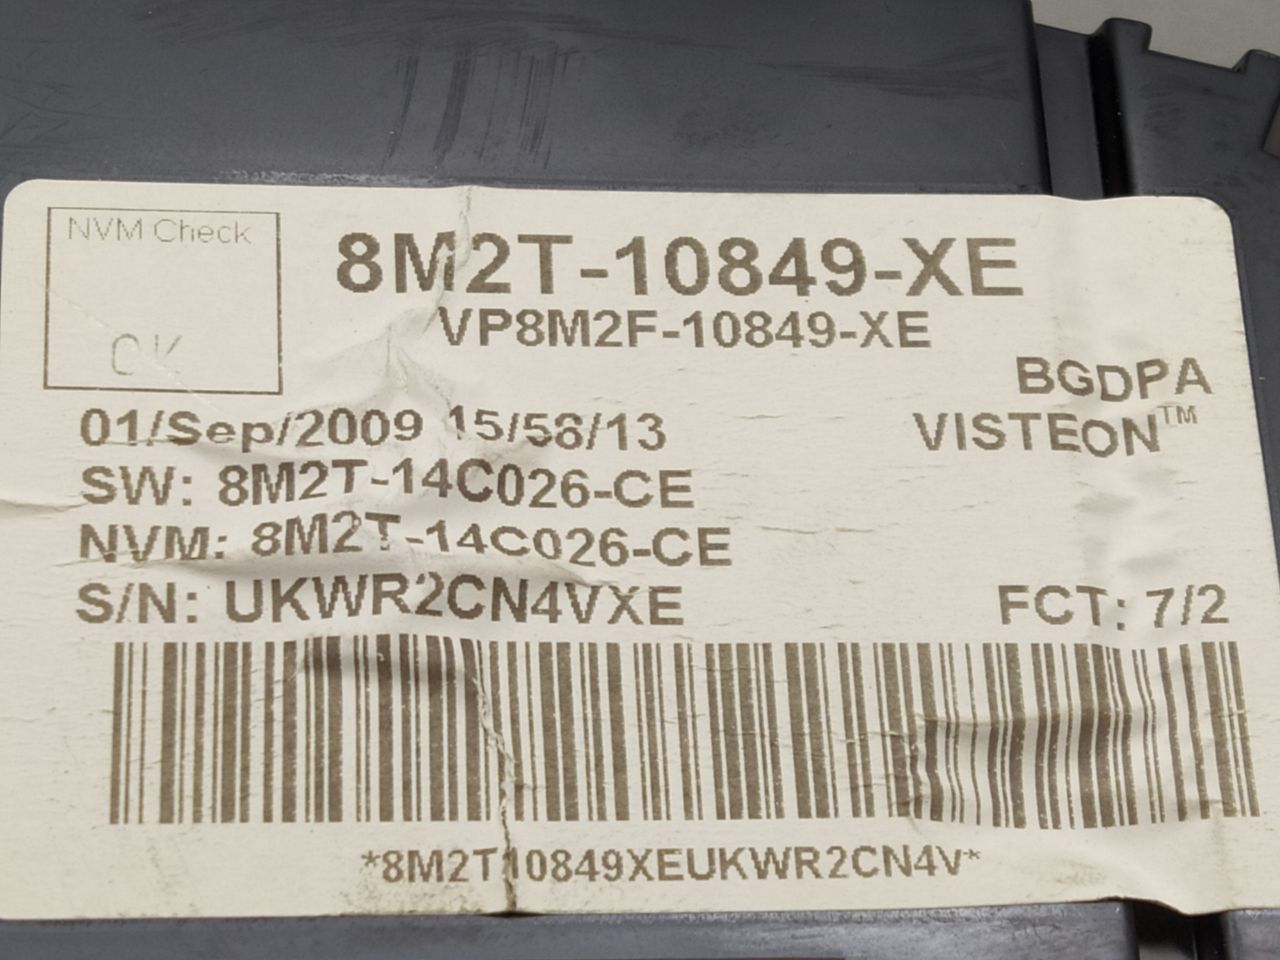 NVM Check
OK
8M2T-10849-XE
VP8M2F-10849-XE
BGDPA
01/Sep/2009 15/58/13
VISTEON™
SW: 8M2T-14C026-CE
NVM: 8M2T-14C026-CE
S/N: UKWR2CN4VXE
FCT: 7/2
*8M2T10849XEUKWR2CN4V*